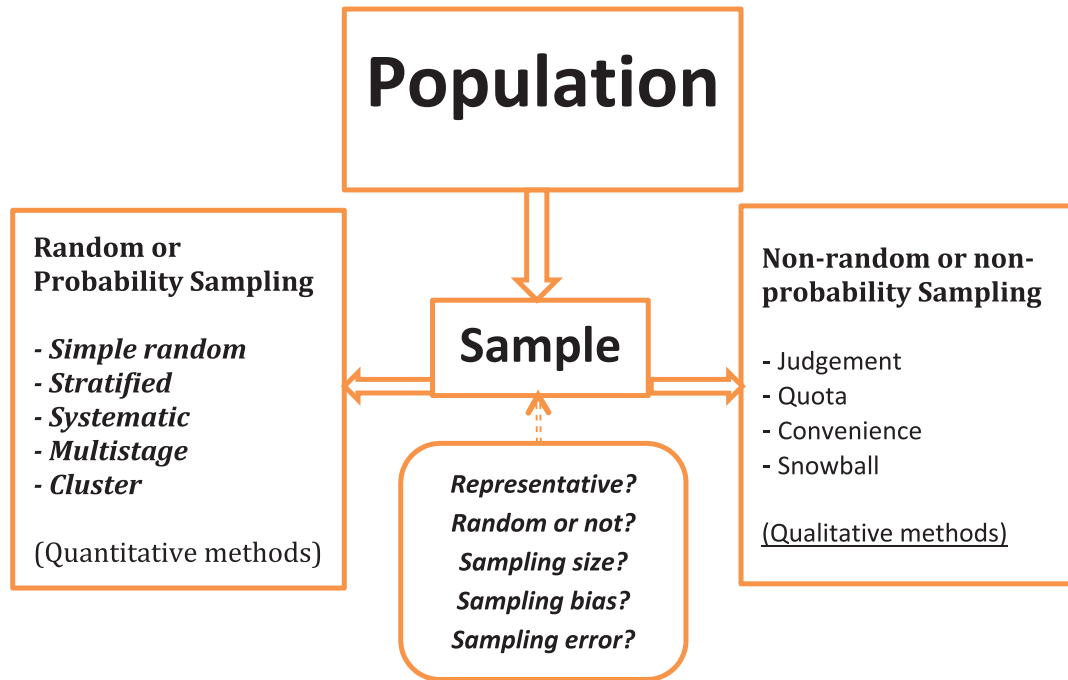 Population
Random or
Probability Sampling
- Simple random
- Stratified
- Systematic
- Multistage
- Cluster
(Quantitative methods)
Sample
Non-random or non-
probability Sampling
- Judgement
- Quota
- Convenience
- Snowball
(Qualitative methods)
Representative?
Random or not?
Sampling size?
Sampling bias?
Sampling error?